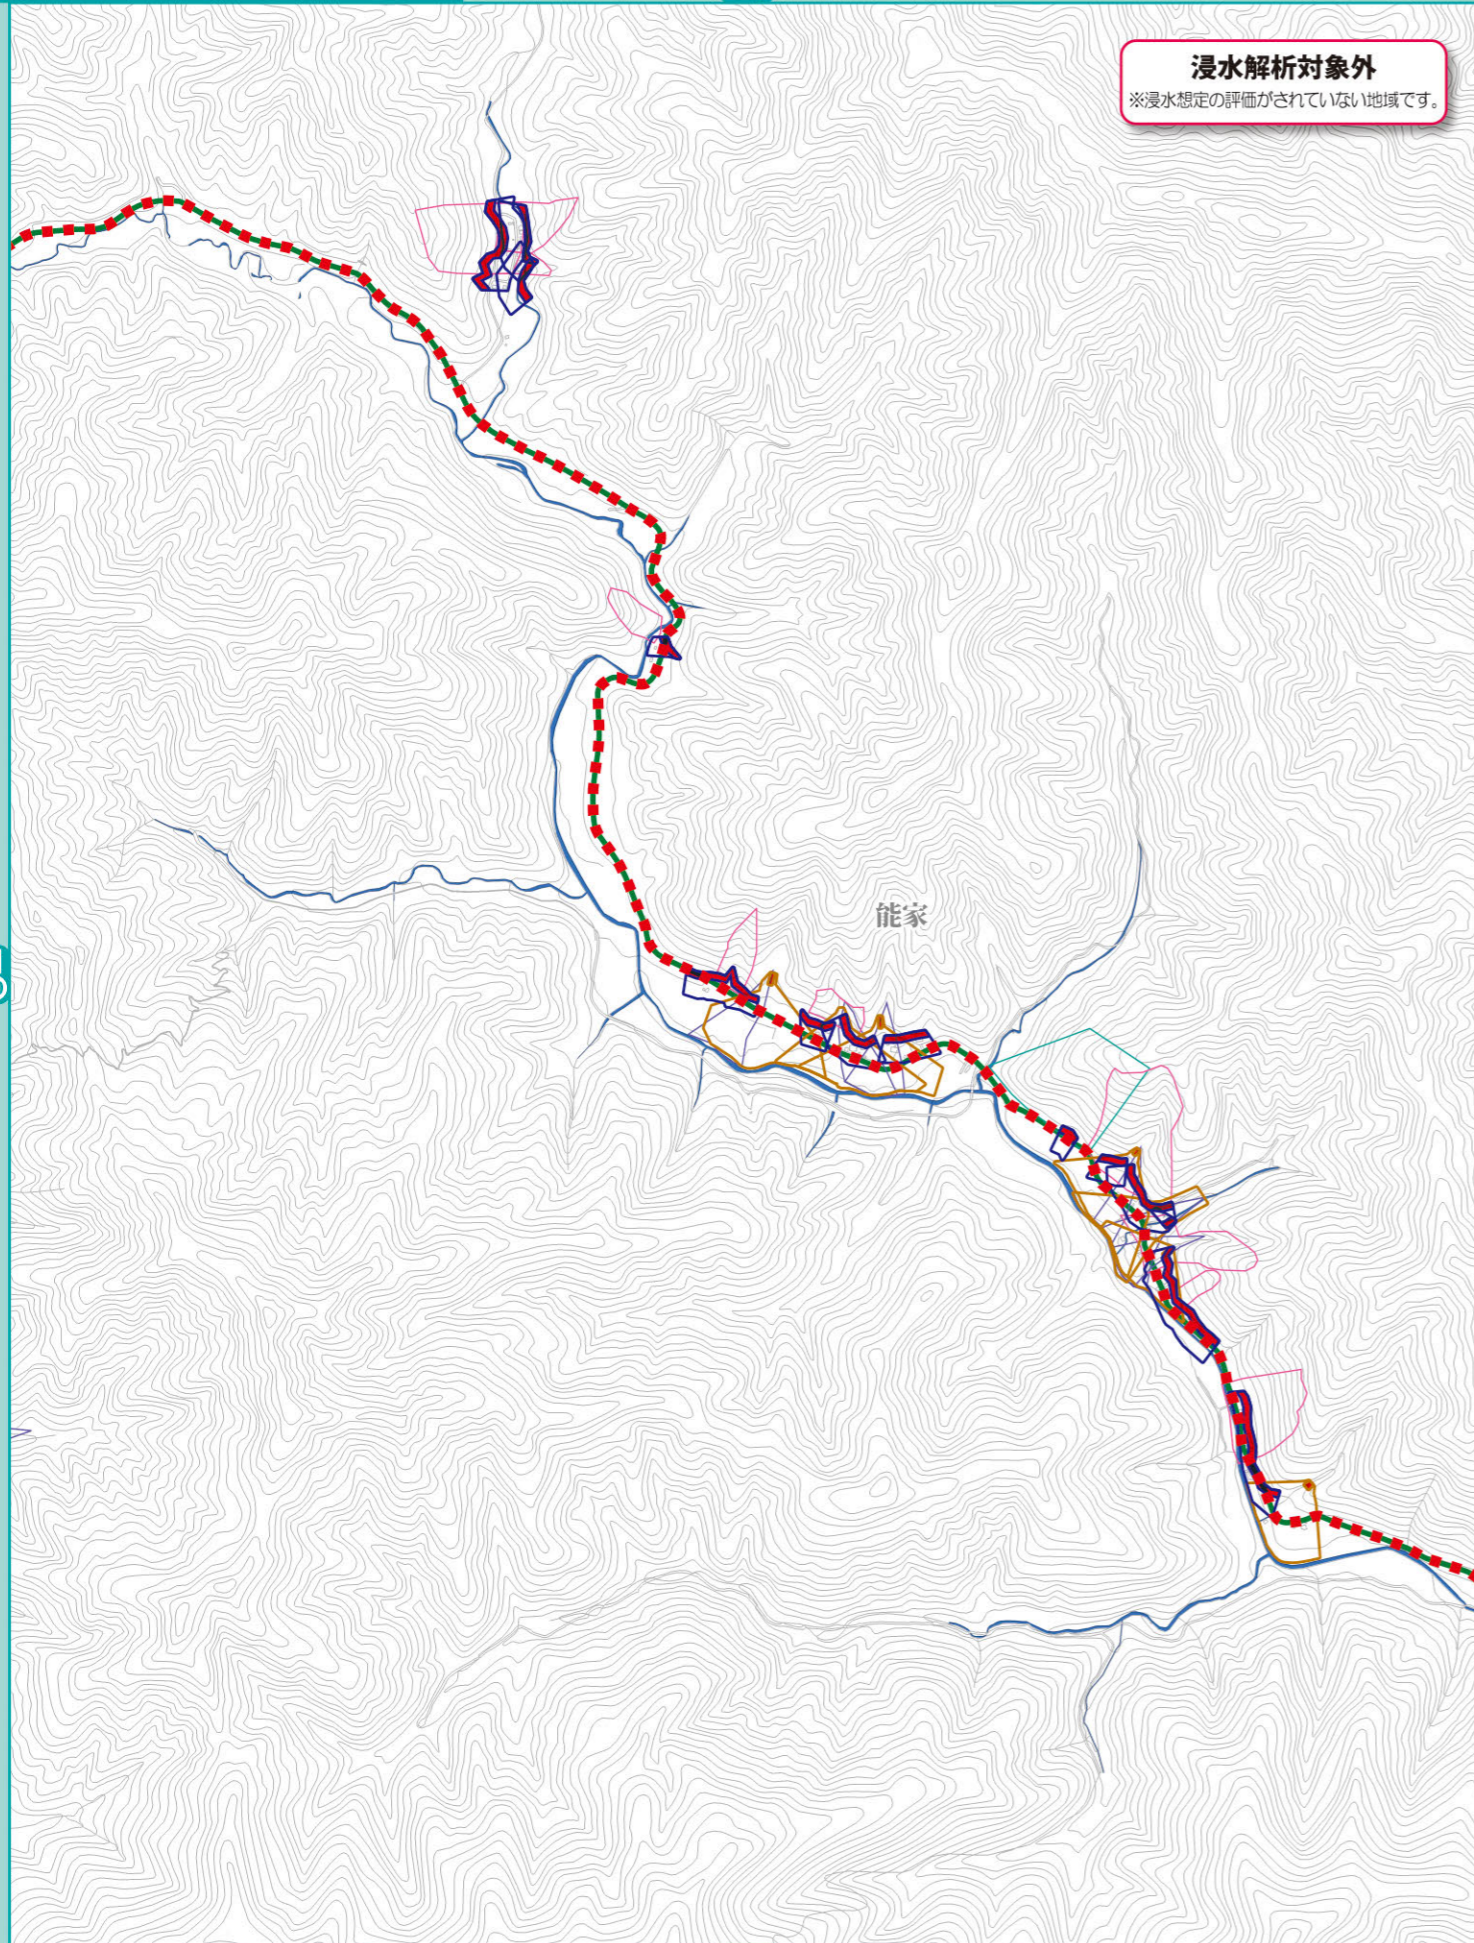 浸水解析対象外
※浸水想定の評価がされていない地域です。
能家